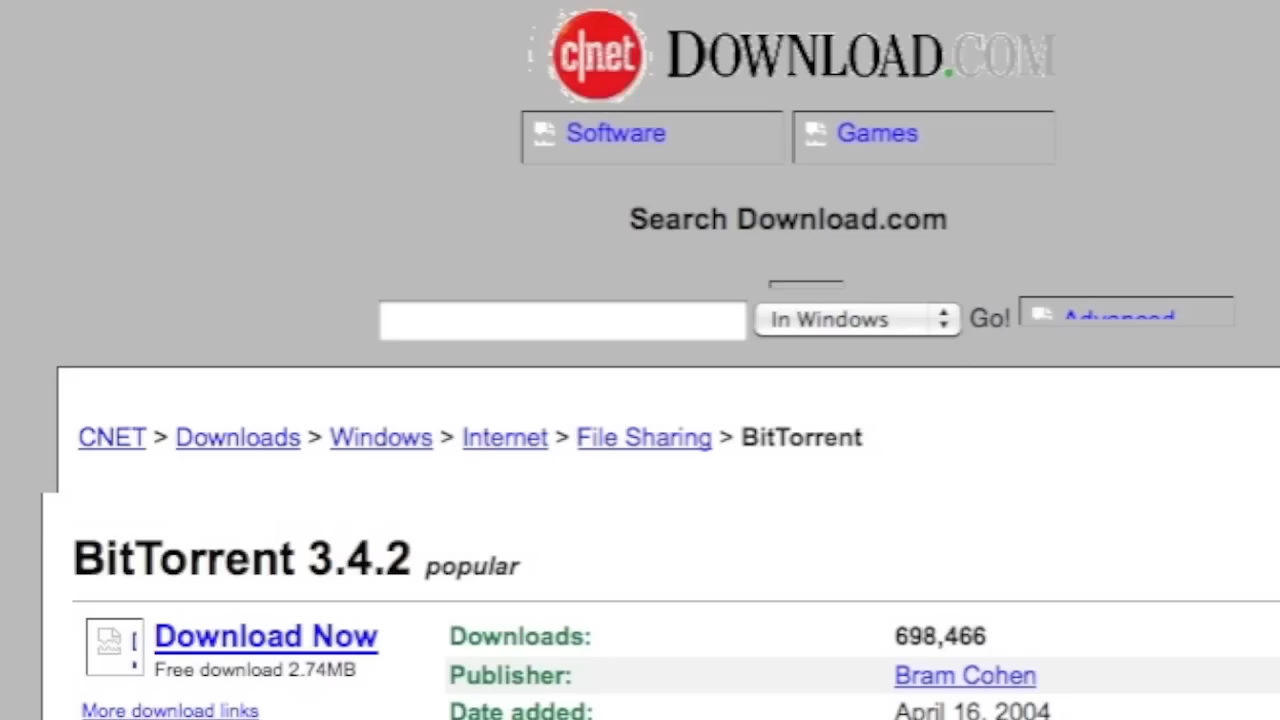 c|net DOWNLOAD.COM
Software Games
Search Download.com
In Windows Go! Advanced
CNET > Downloads > Windows > Internet > File Sharing > BitTorrent
BitTorrent 3.4.2 popular
Download Now Downloads: 698,466
Free download 2.74MB Publisher: Bram Cohen
More download links Date added: April 16, 2004